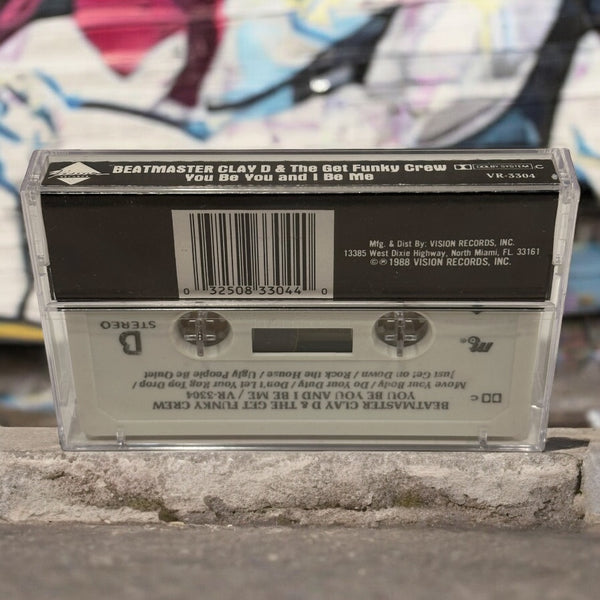 BEATMASTER CLAY D & The Get Funky Crew
You Be You and I Be Me
DOLBY SYSTEM C
VR-3304
0 32508 33044 0
Mfg. & Dist By: VISION RECORDS, INC.
13385 West Dixie Highway, North Miami, FL. 33161
©℗ 1988 VISION RECORDS, INC.
BEATMASTER CLAY D & THE GET FUNKY CREW
YOU BE YOU AND I BE ME / VR-3304
Move Your Body / Do Your Duty / Don't Let Your Rag Top Drop /
Just Get on Down / Rock the House / Ugly People Be Quiet
C
B
STEREO